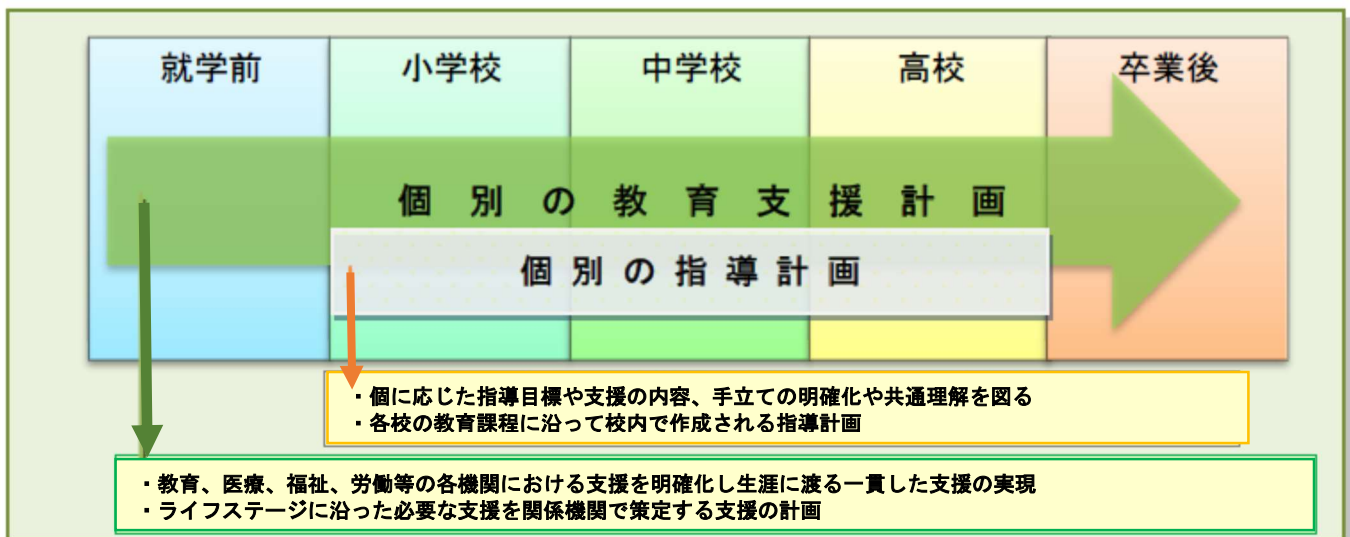 就学前 小学校 中学校 高校 卒業後
個別の教育支援計画
個別の指導計画
・個に応じた指導目標や支援の内容、手立ての明確化や共通理解を図る
・各校の教育課程に沿って校内で作成される指導計画
・教育、医療、福祉、労働等の各機関における支援を明確化し生涯に渡る一貫した支援の実現
・ライフステージに沿った必要な支援を関係機関で策定する支援の計画